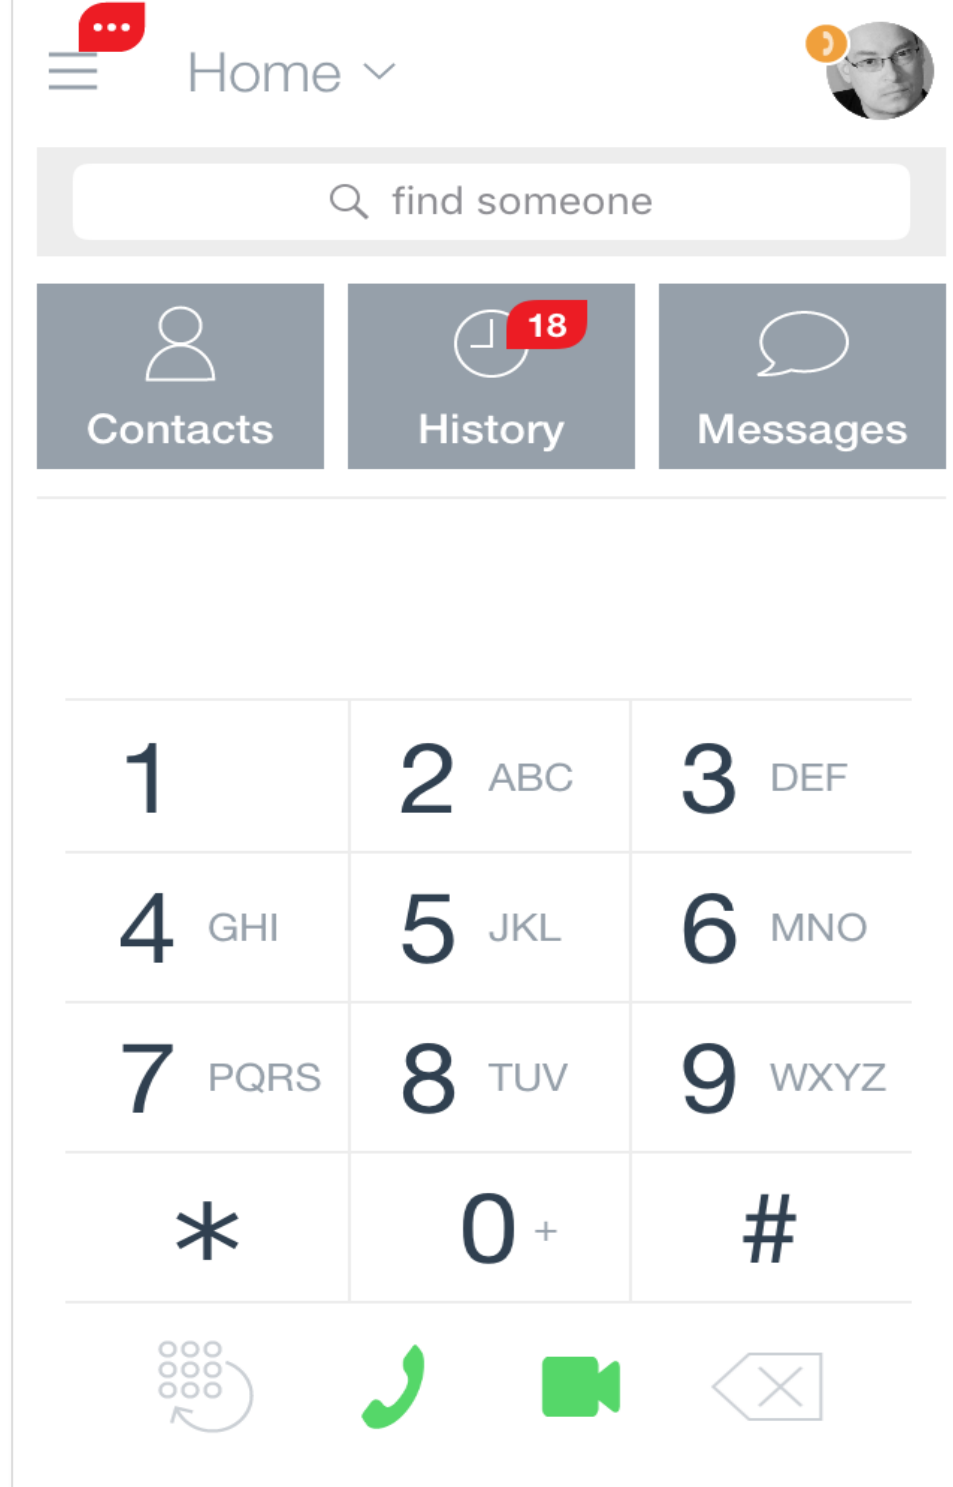 Home
find someone
18
Contacts
History
Messages
1
2 ABC
3 DEF
4 GHI
5 JKL
6 MNO
7 PQRS
8 TUV
9 WXYZ
*
0 +
#